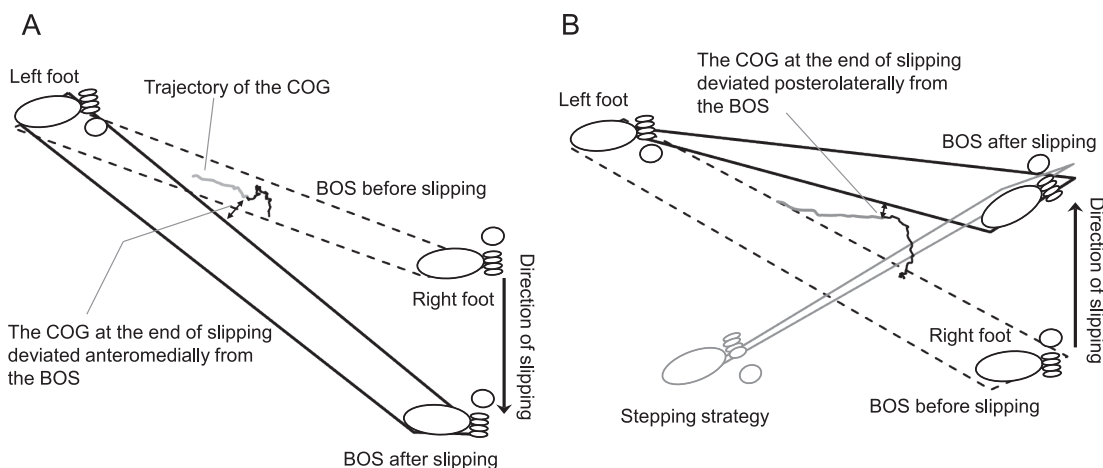 A
Left foot
Trajectory of the COG
BOS before slipping
Right foot
Direction of slipping
The COG at the end of slipping
deviated anteromedially from
the BOS
BOS after slipping
B
The COG at the end of slipping
deviated posterolaterally from
the BOS
Left foot
BOS after slipping
Direction of slipping
Right foot
Stepping strategy
BOS before slipping